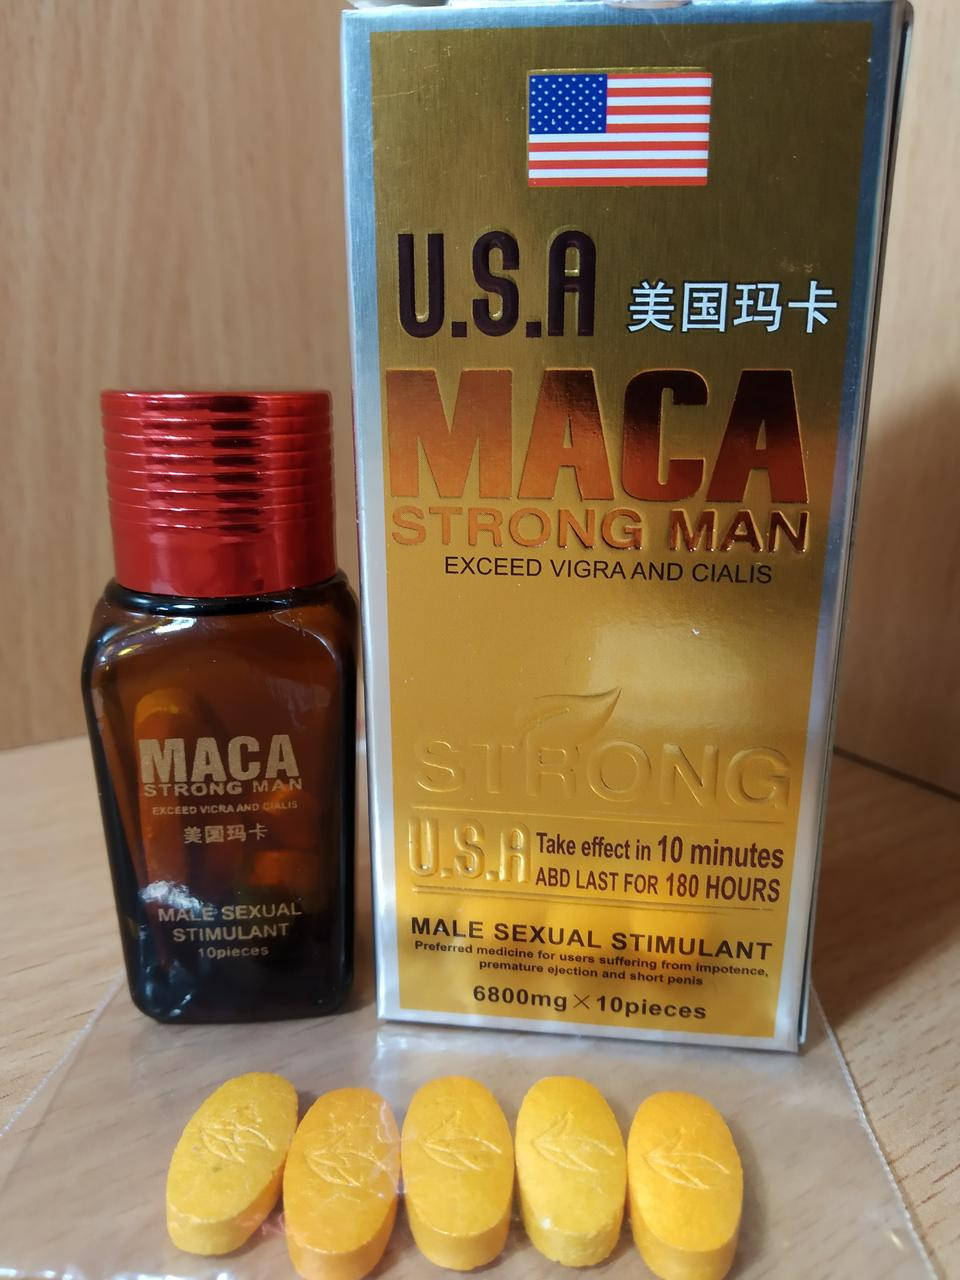 U.S.A 美国玛卡
MACA
STRONG MAN
EXCEED VIGRA AND CIALIS
STRONG
U.S.A Take effect in 10 minutes
ABD LAST FOR 180 HOURS
MALE SEXUAL STIMULANT
Preferred medicine for users suffering from impotence,
premature ejection and short penis
6800mg×10pieces
MACA
STRONG MAN
EXCEED VIGRA AND CIALIS
美国玛卡
MALE SEXUAL
STIMULANT
10pieces